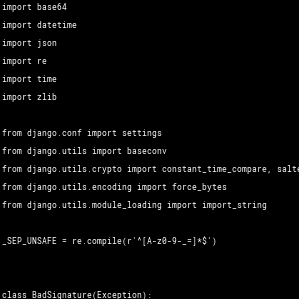 import base64
import datetime
import json
import re
import time
import zlib
from django.conf import settings
from django.utils import baseconv
from django.utils.crypto import constant_time_compare,
from django.utils.encoding import force_bytes
from django.utils.module_loading import import_string
_SEP_UNSAFE = re.compile(r'^[A-z0-9-_=]*$')
class BadSignature(Exception):